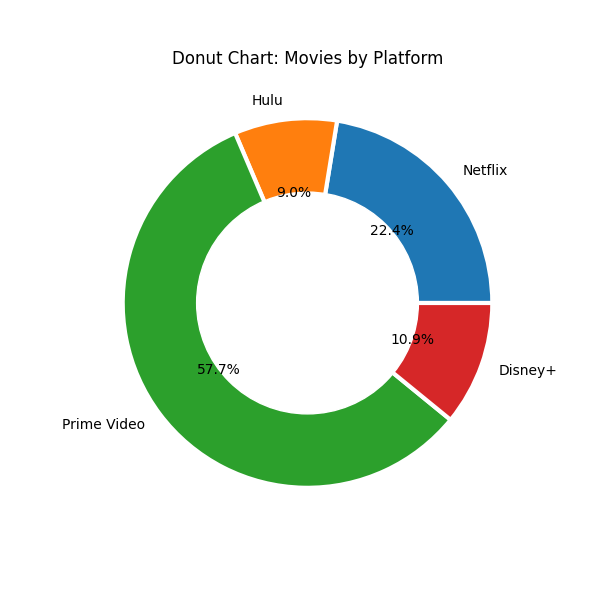 Donut Chart: Movies by Platform
Hulu
Netflix
9.0%
22.4%
10.9%
57.7%
Disney+
Prime Video